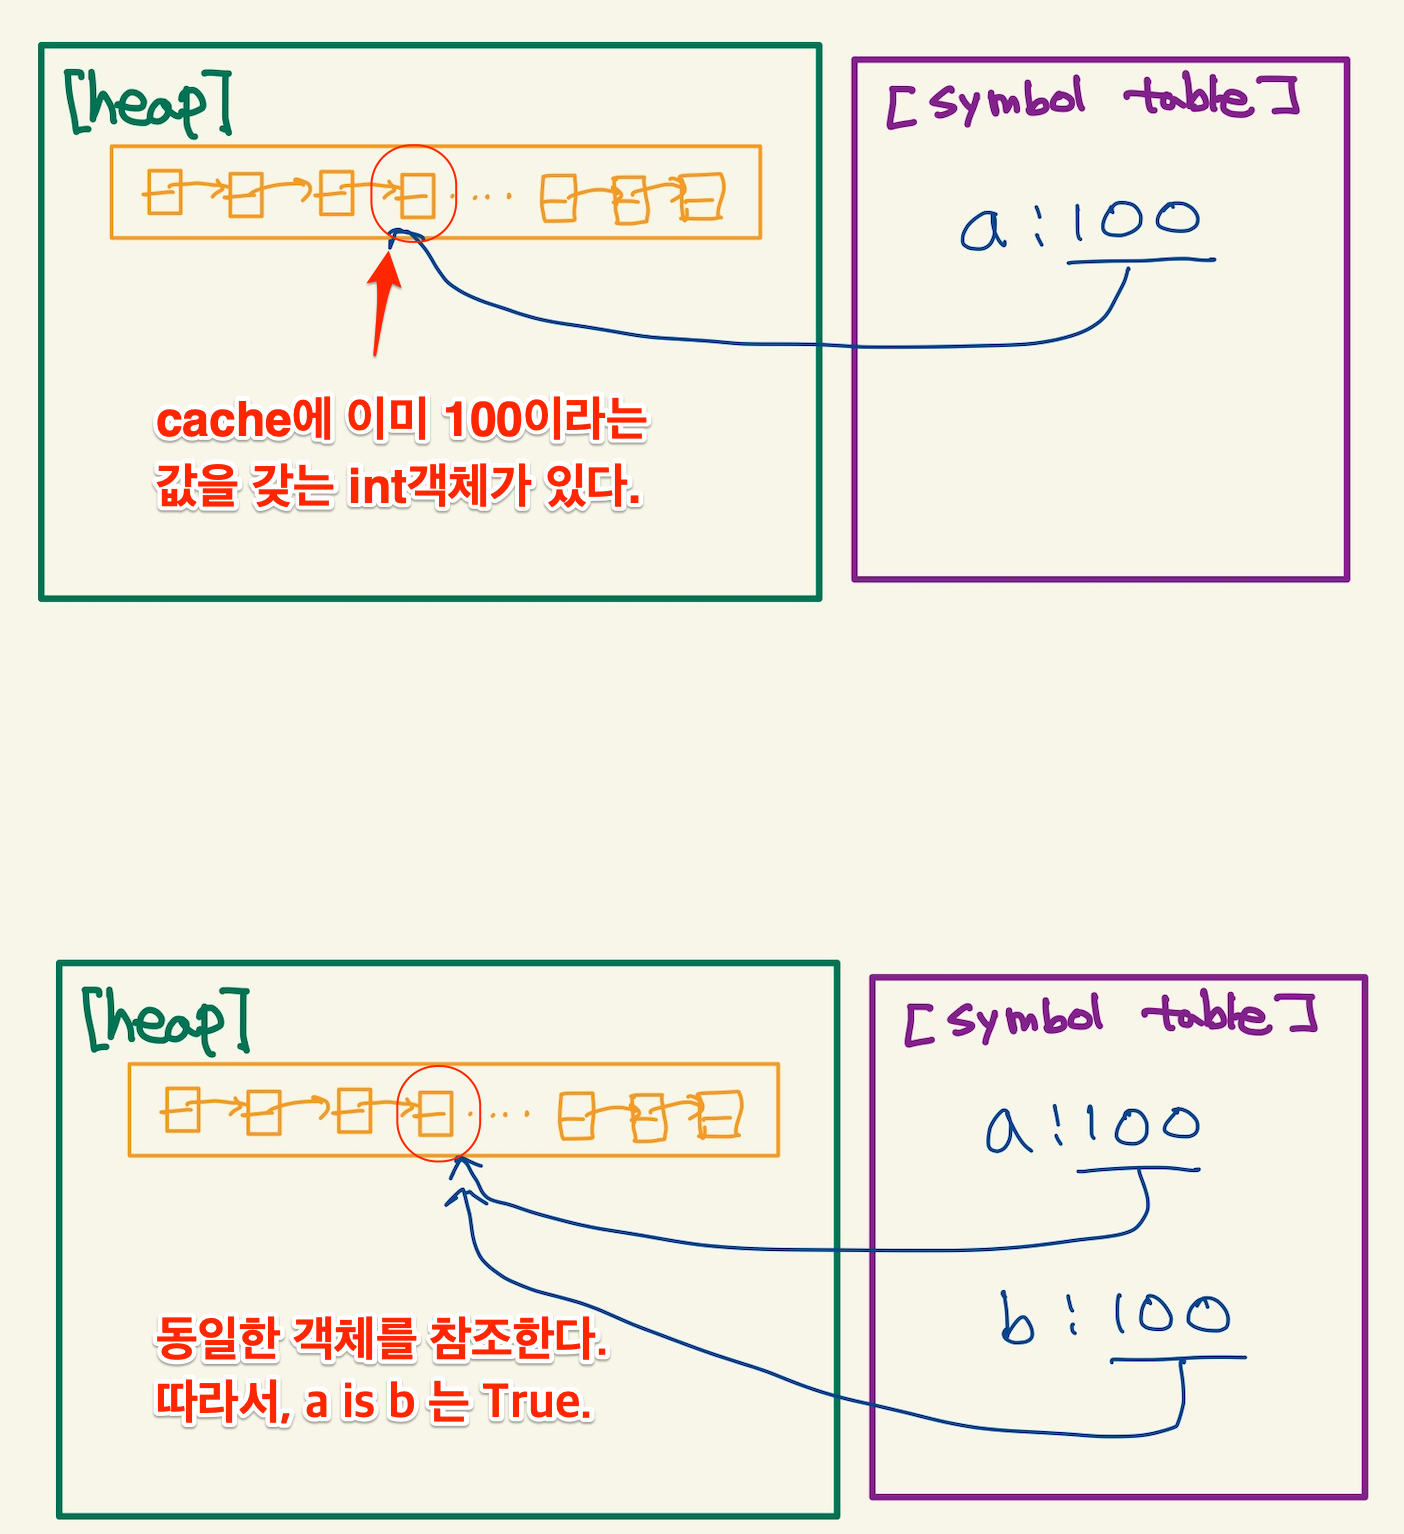 [heap]
[symbol table]
a:100
cache에 이미 100이라는
값을 갖는 int객체가 있다.
[heap]
[symbol table]
a:100
b:100
동일한 객체를 참조한다.
따라서, a is b 는 True.